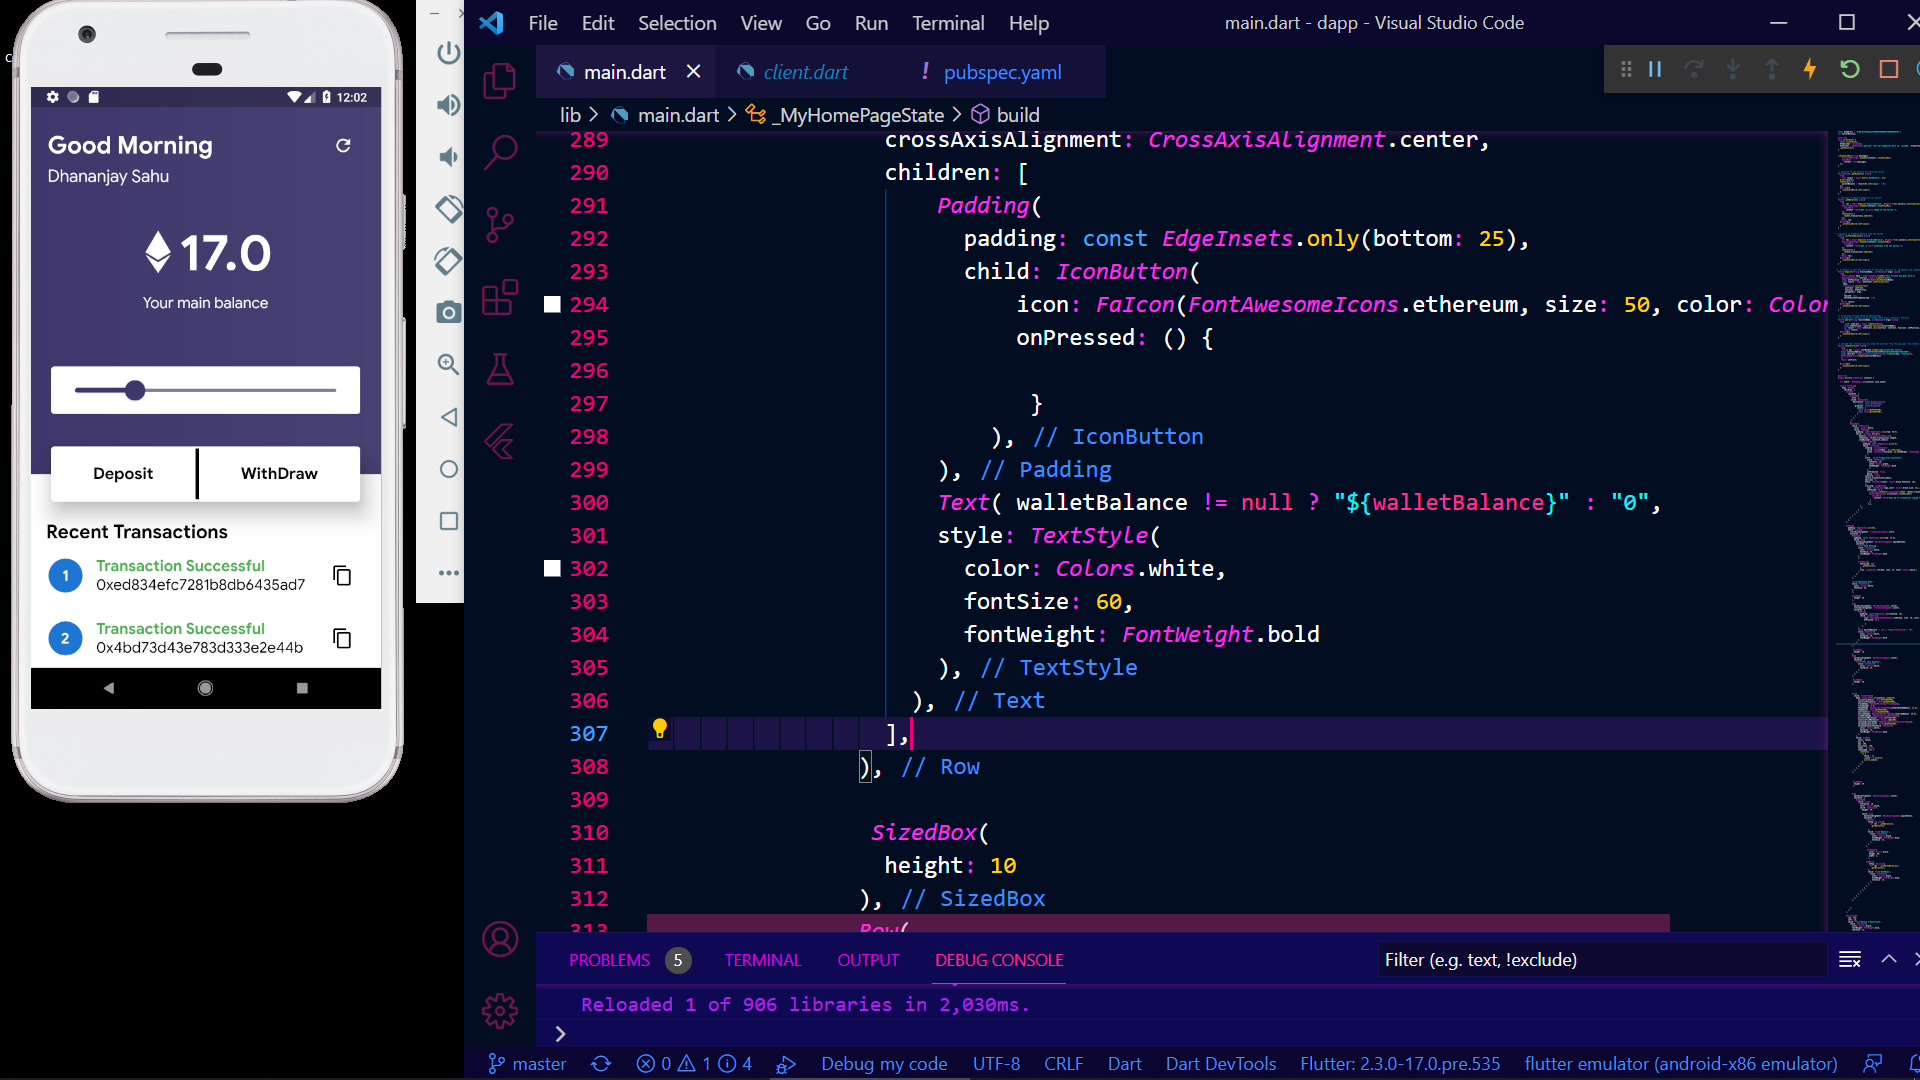 12:02
Good Morning
Dhananjay Sahu
17.0
Your main balance
Deposit
WithDraw
Recent Transactions
1
Transaction Successful
0xed834efc7281b8db6435ad7
2
Transaction Successful
0x4bd73d43e783d333e2e44b
File Edit Selection View Go Run Terminal Help
main.dart - dapp - Visual Studio Code
main.dart
client.dart
! pubspec.yaml
lib > main.dart > _MyHomePageState > build
289 crossAxisAlignment: CrossAxisAlignment.center,
290 children: [
291 Padding(
292 padding: const EdgeInsets.only(bottom: 25),
293 child: IconButton(
294 icon: FaIcon(FontAwesomeIcons.ethereum, size: 50, color: Color
295 onPressed: () {
296
297 }
298 ), // IconButton
299 ), // Padding
300 Text( walletBalance != null ? "${walletBalance}" : "0",
301 style: TextStyle(
302 color: Colors.white,
303 fontSize: 60,
304 fontWeight: FontWeight.bold
305 ), // TextStyle
306 ), // Text
307 ],
308 ), // Row
309
310 SizedBox(
311 height: 10
312 ), // SizedBox
313 Row(
PROBLEMS 5 TERMINAL OUTPUT DEBUG CONSOLE
Filter (e.g. text, !exclude)
Reloaded 1 of 906 libraries in 2,030ms.
>
master 0 1 4 Debug my code UTF-8 CRLF Dart Dart DevTools Flutter: 2.3.0-17.0.pre.535 flutter emulator (android-x86 emulator)